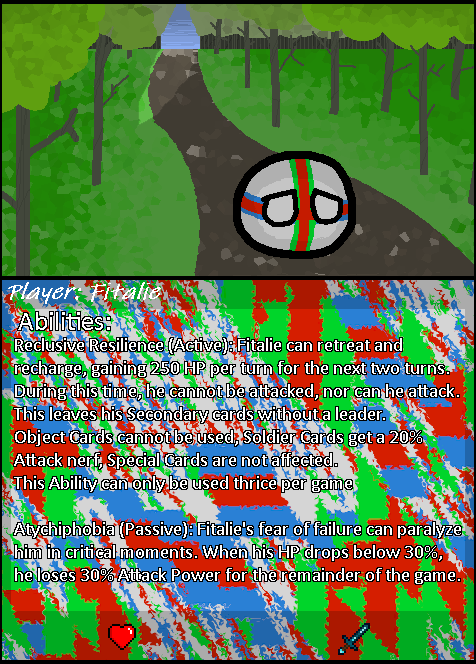 Player: Fitalie
Abilities:
Reclusive Resilience (Active): Fitalie can retreat and
recharge, gaining 250 HP per turn for the next two turns.
During this time, he cannot be attacked, nor can he attack.
This leaves his Secondary cards without a leader.
Object Cards cannot be used, Soldier Cards get a 20%
Attack nerf, Special Cards are not affected.
This Ability can only be used thrice per game
Atychiphobia (Passive): Fitalie's fear of failure can paralyze
him in critical moments. When his HP drops below 30%,
he loses 30% Attack Power for the remainder of the game.